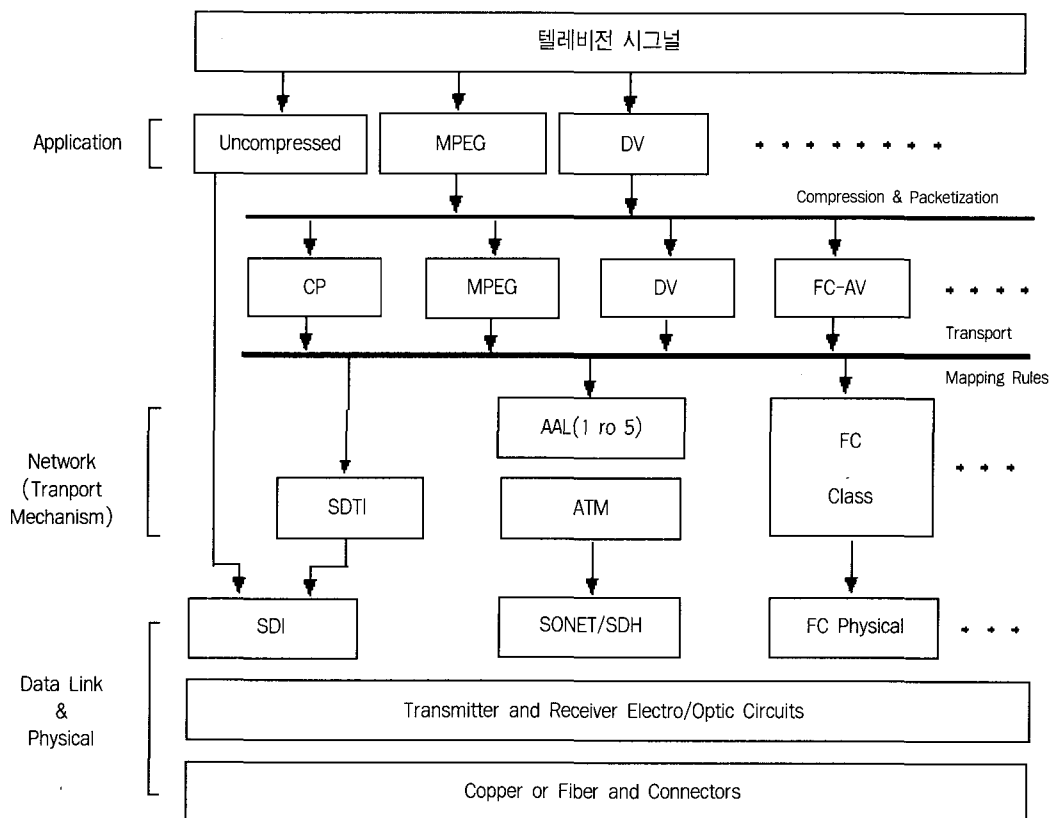 텔레비전 시그널
Application
Uncompressed
MPEG
DV
Compression & Packetization
CP
MPEG
DV
FC-AV
Transport
Mapping Rules
Network
(Tranport
Mechanism)
AAL(1 ro 5)
FC
Class
SDTI
ATM
SDI
SONET/SDH
FC Physical
Data Link
&
Physical
Transmitter and Receiver Electro/Optic Circuits
Copper or Fiber and Connectors